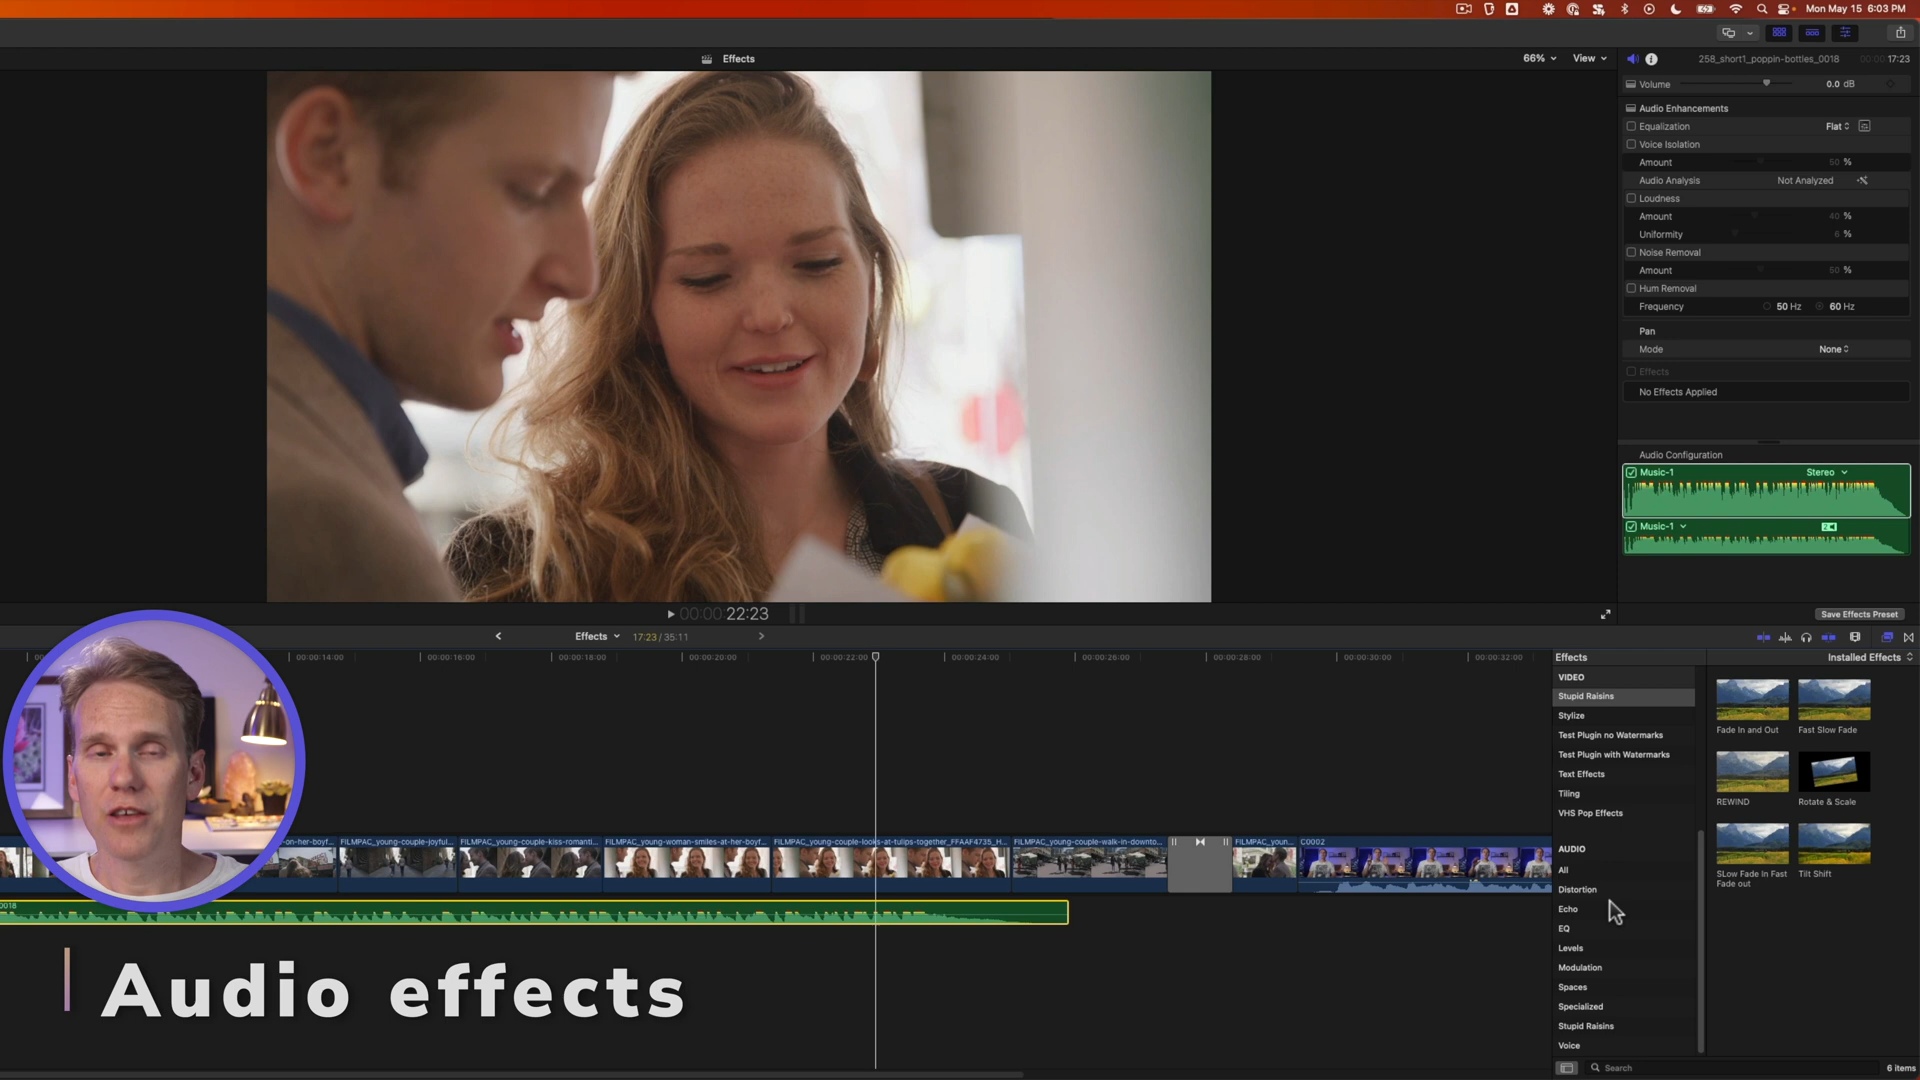 Mon May 15 6:03 PM
Effects
66%
View
258_short1_poppin-bottles_0018
00:00:17:23
Volume
0.0 dB
Audio Enhancements
Equalization
Flat
Voice Isolation
Amount
50 %
Audio Analysis
Not Analyzed
Loudness
Amount
40 %
Uniformity
6 %
Noise Removal
Amount
50 %
Hum Removal
Frequency
50 Hz
60 Hz
Pan
Mode
None
Effects
No Effects Applied
Audio Configuration
Music-1
Stereo
Music-1
Save Effects Preset
00:00:22:23
Effects
17:23 / 35:11
00:00:14:00
00:00:16:00
00:00:18:00
00:00:20:00
00:00:22:00
00:00:24:00
00:00:26:00
00:00:28:00
00:00:30:00
00:00:32:00
Effects
Installed Effects
VIDEO
Stupid Raisins
Stylize
Test Plugin no Watermarks
Test Plugin with Watermarks
Text Effects
Tiling
VHS Pop Effects
AUDIO
All
Distortion
Echo
EQ
Levels
Modulation
Spaces
Specialized
Stupid Raisins
Voice
Fade In and Out
Fast Slow Fade
REWIND
Rotate & Scale
SLow Fade In Fast
Fade out
Tilt Shift
-on-her-boyf...
FILMPAC_young-couple-joyful...
FILMPAC_young-couple-kiss-romanti...
FILMPAC_young-woman-smiles-at-her-boyf...
FILMPAC_young-couple-looks-at-tulips-together_FFAAF4735_H...
FILMPAC_young-couple-walk-in-downto...
FILMPAC_youn...
C0002
0018
Audio effects
Search
6 items